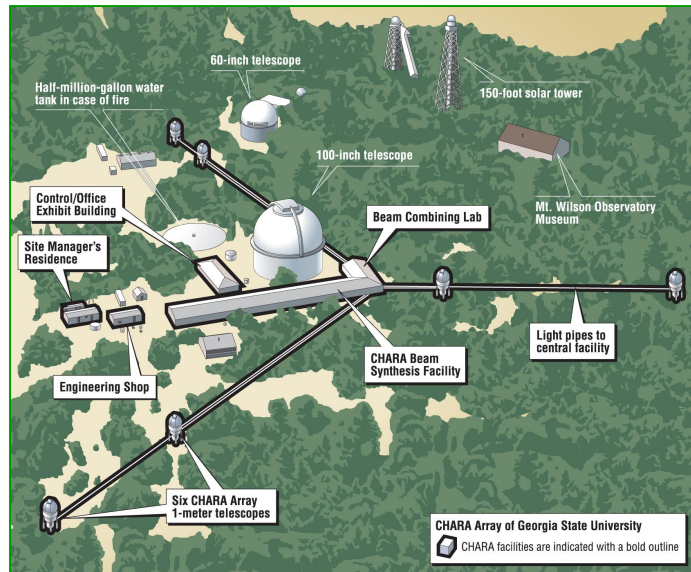 60-inch telescope
Half-million-gallon water
tank in case of fire
150-foot solar tower
100-inch telescope
Control/Office
Exhibit Building
Beam Combining Lab
Mt. Wilson Observatory
Museum
Site Manager's
Residence
Light pipes to
central facility
CHARA Beam
Synthesis Facility
Engineering Shop
Six CHARA Array
1-meter telescopes
CHARA Array of Georgia State University
CHARA facilities are indicated with a bold outline